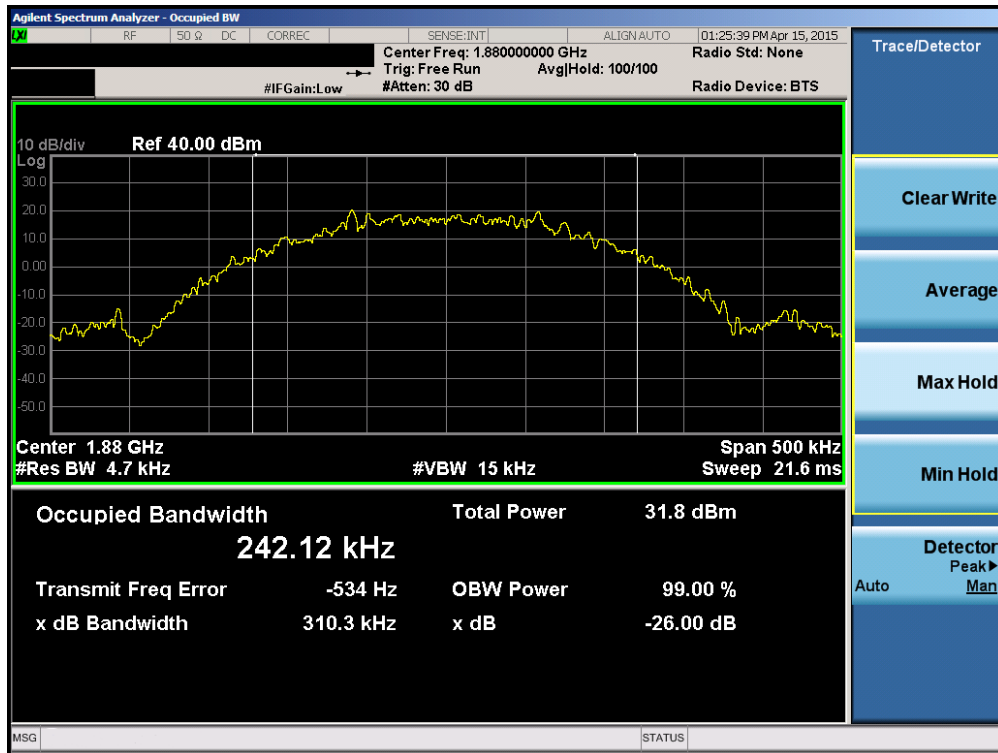 Agilent Spectrum Analyzer - Occupied BW
LXI RF 50 Ω DC CORREC SENSE:INT ALIGN AUTO 01:25:39 PM Apr 15, 2015
Center Freq: 1.880000000 GHz Radio Std: None
Trig: Free Run Avg|Hold: 100/100
#IFGain:Low #Atten: 30 dB Radio Device: BTS
Trace/Detector
10 dB/div Ref 40.00 dBm
Log
30.0
20.0
10.0
0.00
-10.0
-20.0
-30.0
-40.0
-50.0
Center 1.88 GHz Span 500 kHz
#Res BW 4.7 kHz #VBW 15 kHz Sweep 21.6 ms
Occupied Bandwidth Total Power 31.8 dBm
242.12 kHz
Transmit Freq Error -534 Hz OBW Power 99.00 %
x dB Bandwidth 310.3 kHz x dB -26.00 dB
Clear Write
Average
Max Hold
Min Hold
Detector
Peak▶
Auto Man
MSG STATUS